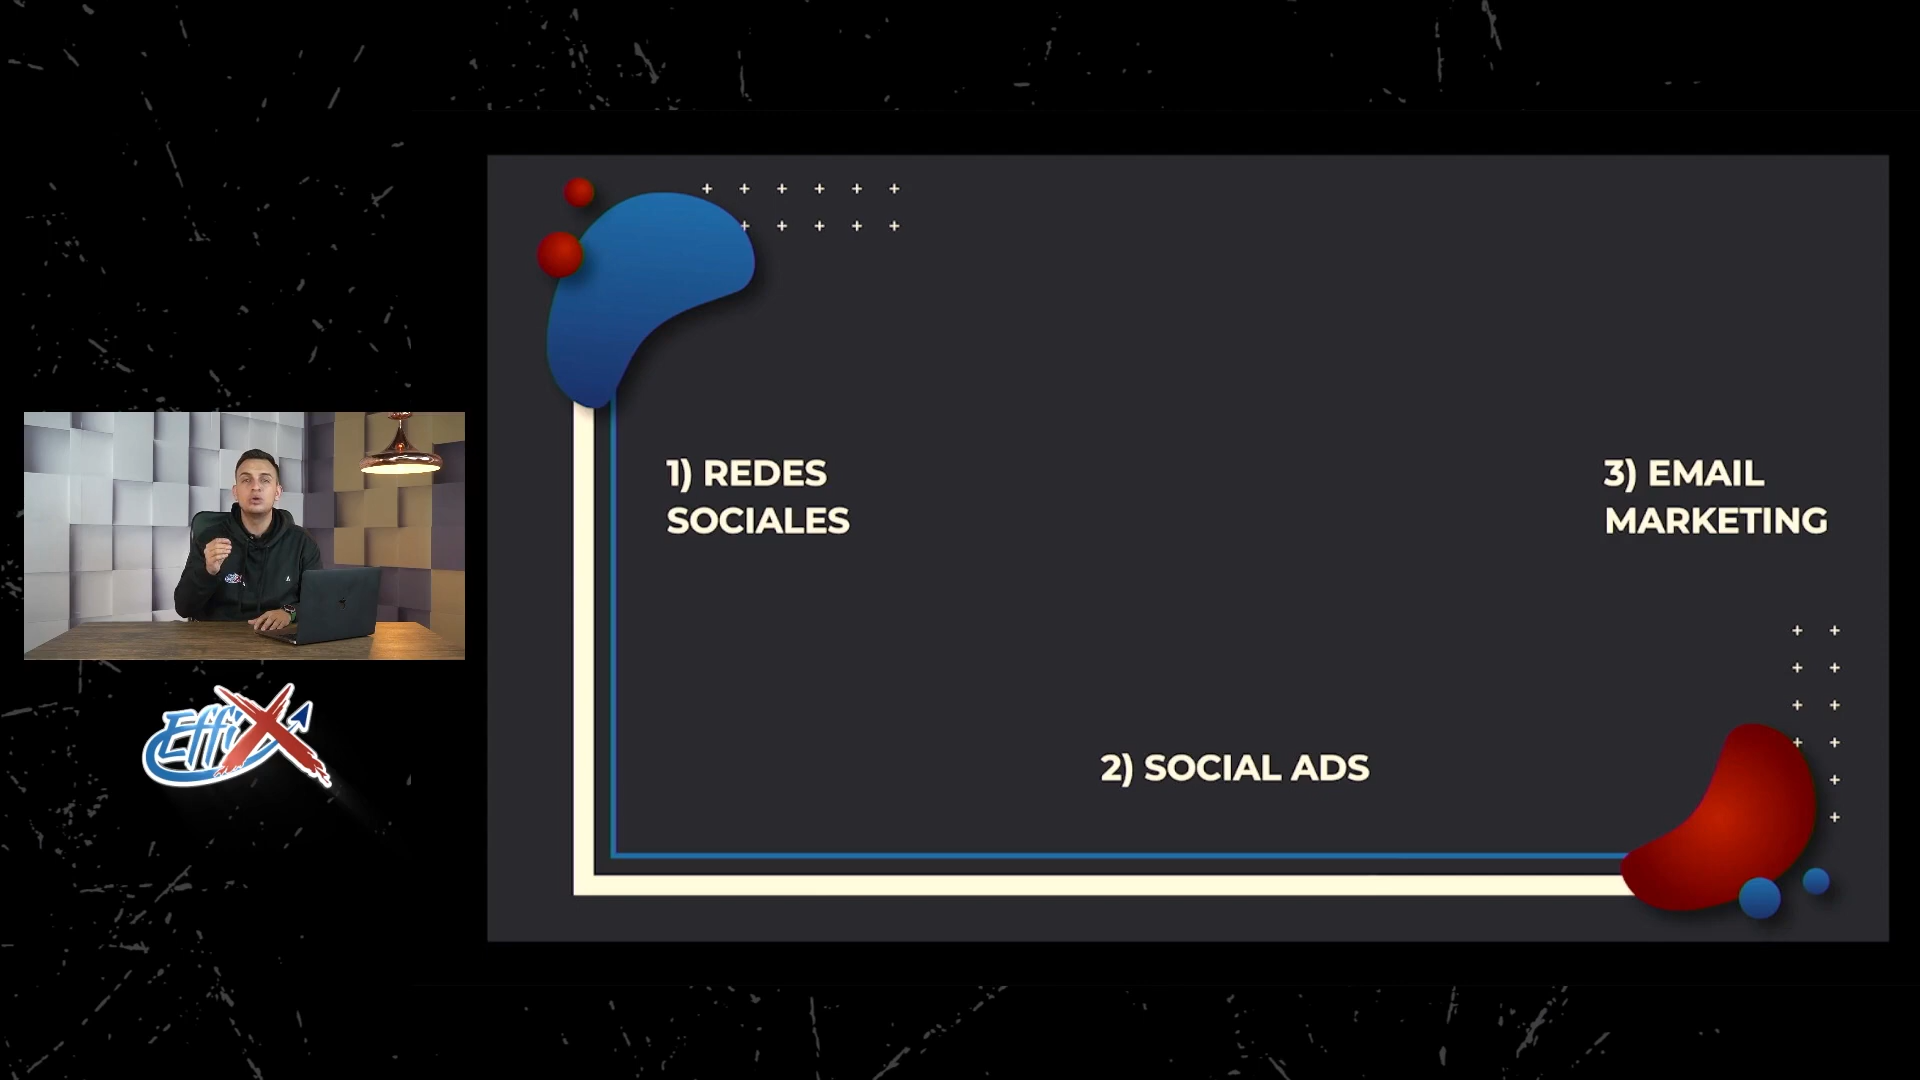 1) REDES
SOCIALES
3) EMAIL
MARKETING
2) SOCIAL ADS
EffiX